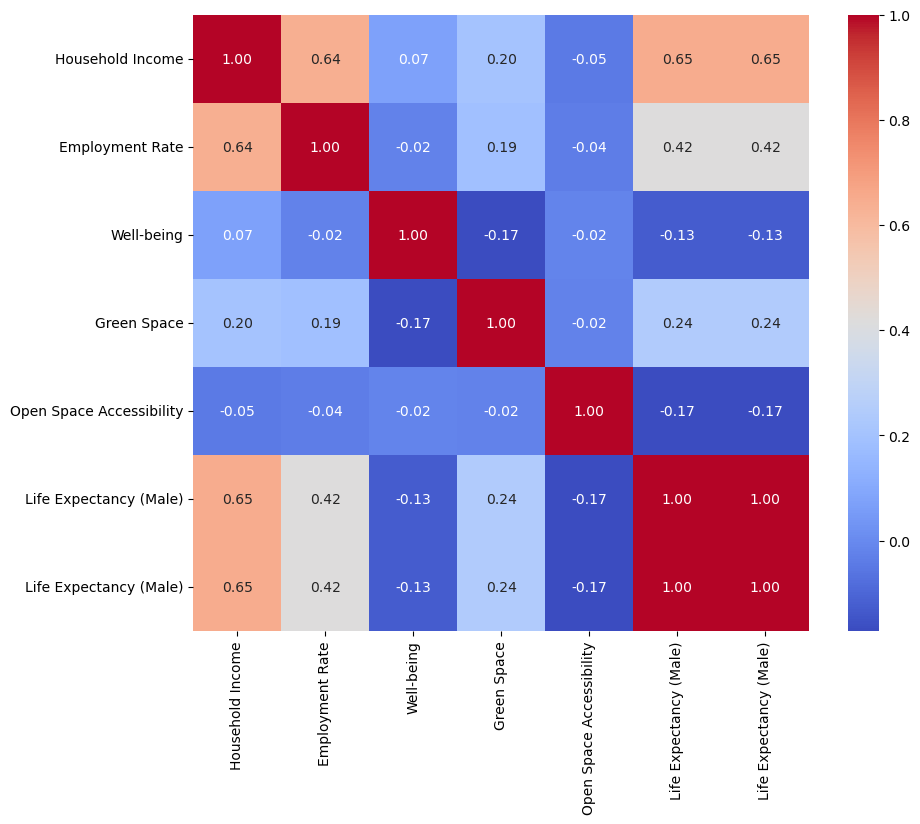 Household Income 1.00 0.64 0.07 0.20 -0.05 0.65 0.65
Employment Rate 0.64 1.00 -0.02 0.19 -0.04 0.42 0.42
Well-being 0.07 -0.02 1.00 -0.17 -0.02 -0.13 -0.13
Green Space 0.20 0.19 -0.17 1.00 -0.02 0.24 0.24
Open Space Accessibility -0.05 -0.04 -0.02 -0.02 1.00 -0.17 -0.17
Life Expectancy (Male) 0.65 0.42 -0.13 0.24 -0.17 1.00 1.00
Life Expectancy (Male) 0.65 0.42 -0.13 0.24 -0.17 1.00 1.00
Household Income
Employment Rate
Well-being
Green Space
Open Space Accessibility
Life Expectancy (Male)
Life Expectancy (Male)
1.0
0.8
0.6
0.4
0.2
0.0